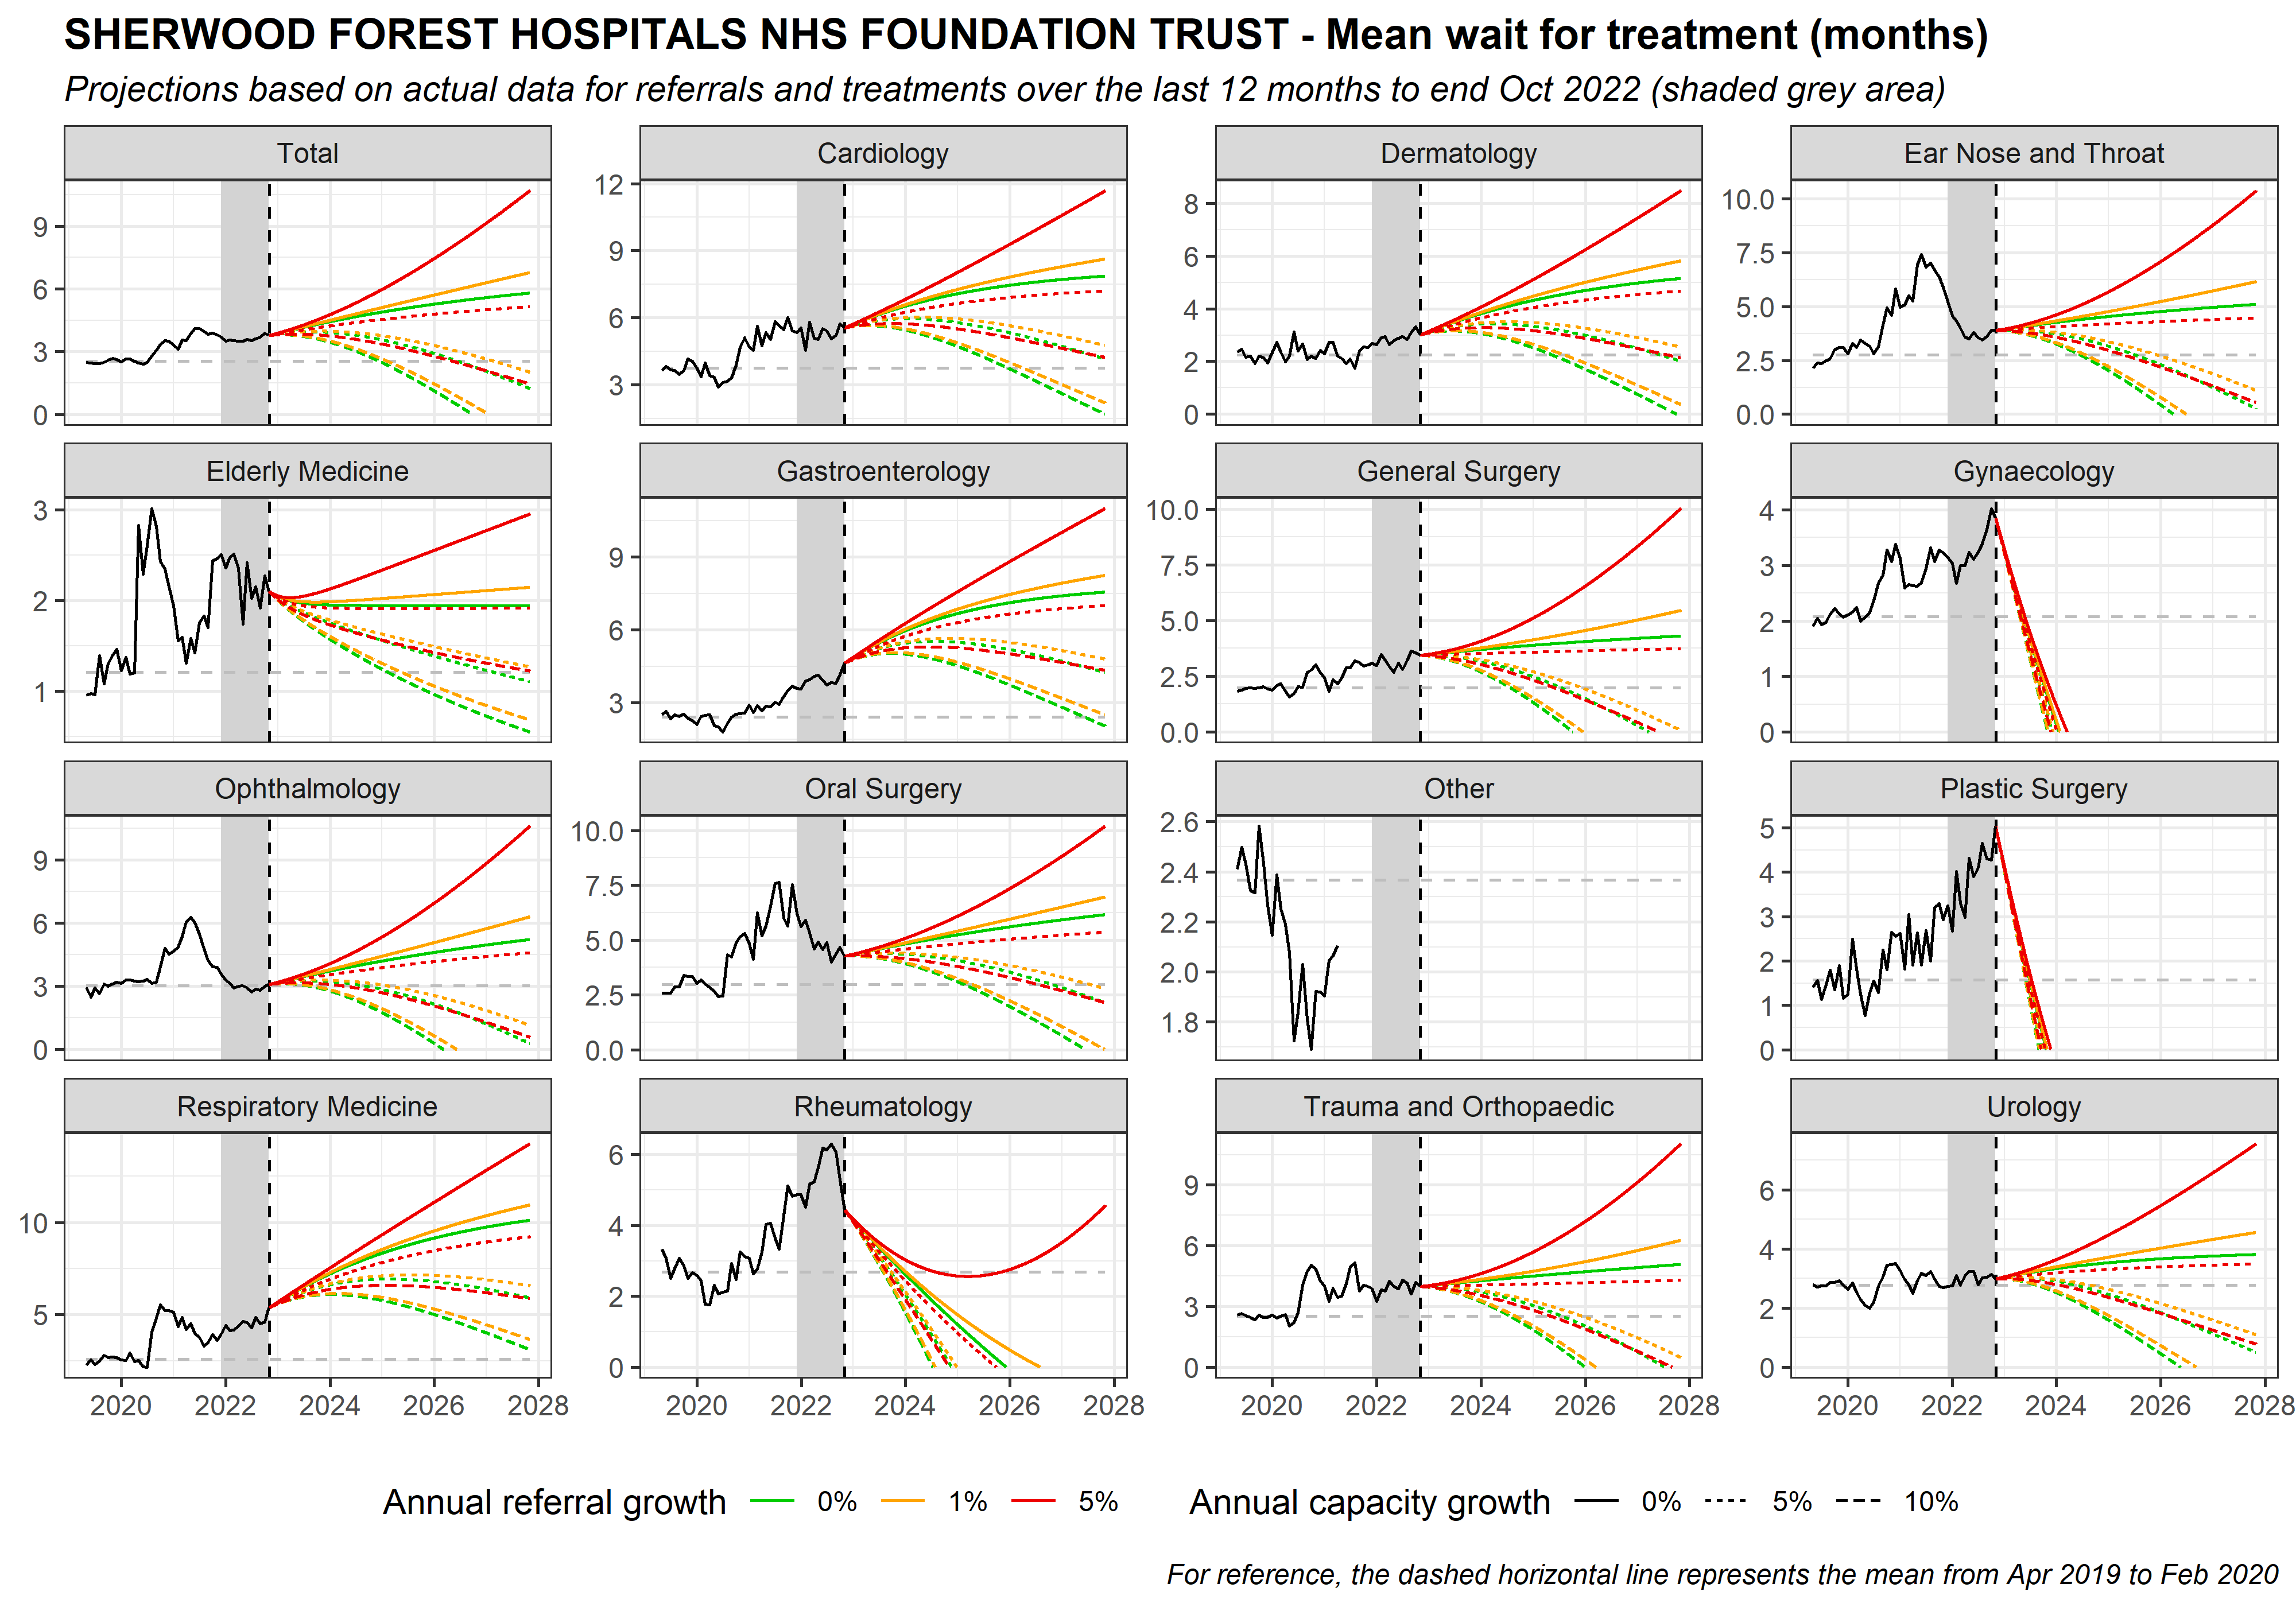 SHERWOOD FOREST HOSPITALS NHS FOUNDATION TRUST - Mean wait for treatment (months)
Projections based on actual data for referrals and treatments over the last 12 months to end Oct 2022 (shaded grey area)
Total
Cardiology
Dermatology
Ear Nose and Throat
9
6
3
0
12
9
6
3
8
6
4
2
0
10.0
7.5
5.0
2.5
0.0
Elderly Medicine
Gastroenterology
General Surgery
Gynaecology
3
2
1
9
6
3
10.0
7.5
5.0
2.5
0.0
4
3
2
1
0
Ophthalmology
Oral Surgery
Other
Plastic Surgery
9
6
3
0
10.0
7.5
5.0
2.5
0.0
2.6
2.4
2.2
2.0
1.8
5
4
3
2
1
0
Respiratory Medicine
Rheumatology
Trauma and Orthopaedic
Urology
10
5
6
4
2
0
9
6
3
0
6
4
2
0
2020 2022 2024 2026 2028
2020 2022 2024 2026 2028
2020 2022 2024 2026 2028
2020 2022 2024 2026 2028
Annual referral growth 0% 1% 5%
Annual capacity growth 0% 5% 10%
For reference, the dashed horizontal line represents the mean from Apr 2019 to Feb 2020